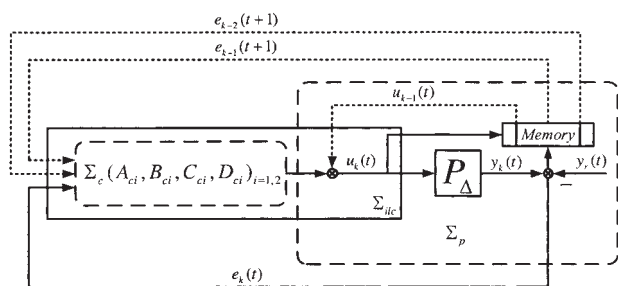 e_{k-2}(t+1)
e_{k-1}(t+1)
u_{k-1}(t)
Memory
Σ_c (A_{ci}, B_{ci}, C_{ci}, D_{ci})_{i=1,2}
u_k(t)
P_Δ
y_k(t)
y_r(t)
−
Σ_{ilc}
Σ_p
e_k(t)